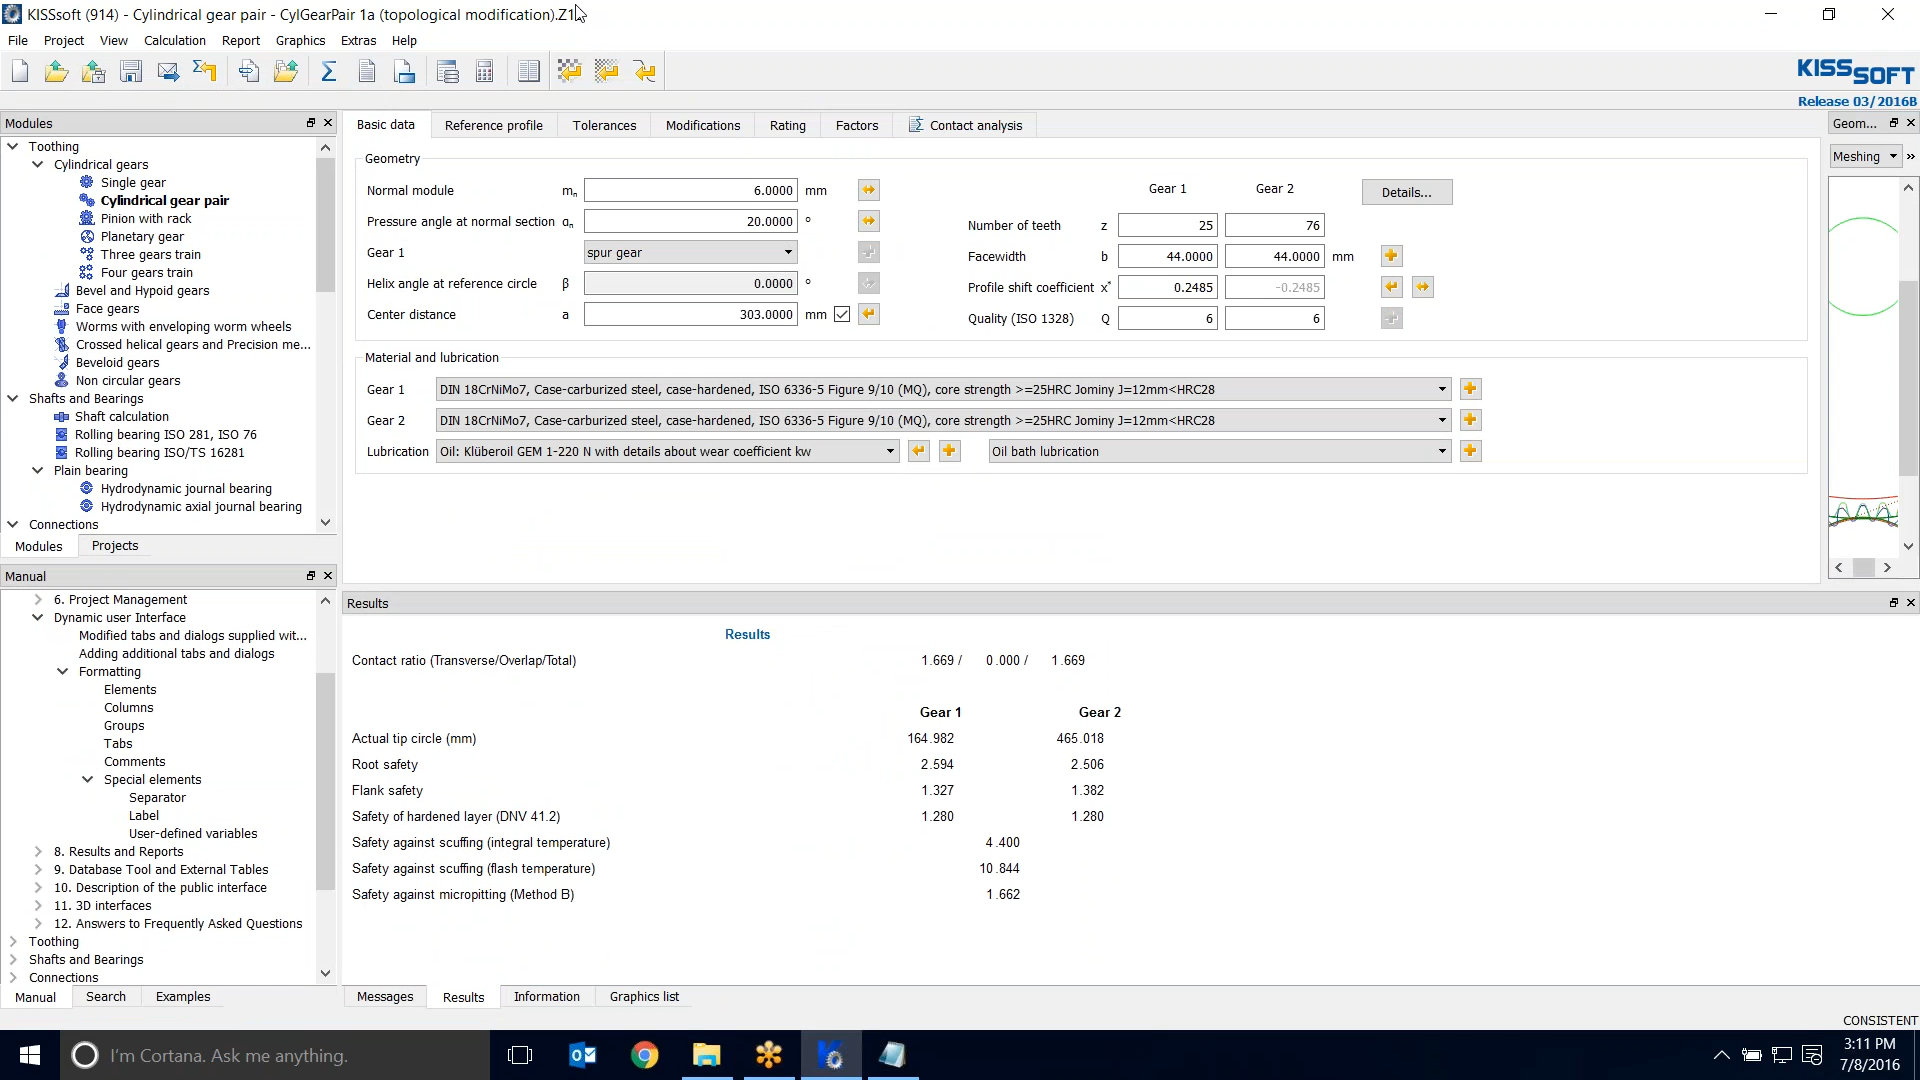 KISSsoft (914) - Cylindrical gear pair - CylGearPair 1a (topological modification).Z1
File Project View Calculation Report Graphics Extras Help
KISSSOFT
Release 03/2016B
Modules
Toothing
Cylindrical gears
Single gear
Cylindrical gear pair
Pinion with rack
Planetary gear
Three gears train
Four gears train
Bevel and Hypoid gears
Face gears
Worms with enveloping worm wheels
Crossed helical gears and Precision me...
Beveloid gears
Non circular gears
Shafts and Bearings
Shaft calculation
Rolling bearing ISO 281, ISO 76
Rolling bearing ISO/TS 16281
Plain bearing
Hydrodynamic journal bearing
Hydrodynamic axial journal bearing
Connections
Modules Projects
Manual
6. Project Management
Dynamic user Interface
Modified tabs and dialogs supplied wit...
Adding additional tabs and dialogs
Formatting
Elements
Columns
Groups
Tabs
Comments
Special elements
Separator
Label
User-defined variables
8. Results and Reports
9. Database Tool and External Tables
10. Description of the public interface
11. 3D interfaces
12. Answers to Frequently Asked Questions
Toothing
Shafts and Bearings
Connections
Manual Search Examples
Basic data Reference profile Tolerances Modifications Rating Factors Contact analysis
Geometry
Normal module mn 6.0000 mm
Pressure angle at normal section αn 20.0000 °
Gear 1 spur gear
Helix angle at reference circle β 0.0000 °
Center distance a 303.0000 mm
Gear 1 Gear 2 Details...
Number of teeth z 25 76
Facewidth b 44.0000 44.0000 mm
Profile shift coefficient x* 0.2485 -0.2485
Quality (ISO 1328) Q 6 6
Material and lubrication
Gear 1 DIN 18CrNiMo7, Case-carburized steel, case-hardened, ISO 6336-5 Figure 9/10 (MQ), core strength >=25HRC Jominy J=12mm<HRC28
Gear 2 DIN 18CrNiMo7, Case-carburized steel, case-hardened, ISO 6336-5 Figure 9/10 (MQ), core strength >=25HRC Jominy J=12mm<HRC28
Lubrication Oil: Klüberoil GEM 1-220 N with details about wear coefficient kw Oil bath lubrication
Geom...
Meshing »
Results
Results
Contact ratio (Transverse/Overlap/Total) 1.669 / 0.000 / 1.669
Gear 1 Gear 2
Actual tip circle (mm) 164.982 465.018
Root safety 2.594 2.506
Flank safety 1.327 1.382
Safety of hardened layer (DNV 41.2) 1.280 1.280
Safety against scuffing (integral temperature) 4.400
Safety against scuffing (flash temperature) 10.844
Safety against micropitting (Method B) 1.662
Messages Results Information Graphics list
CONSISTENT
I'm Cortana. Ask me anything.
3:11 PM
7/8/2016